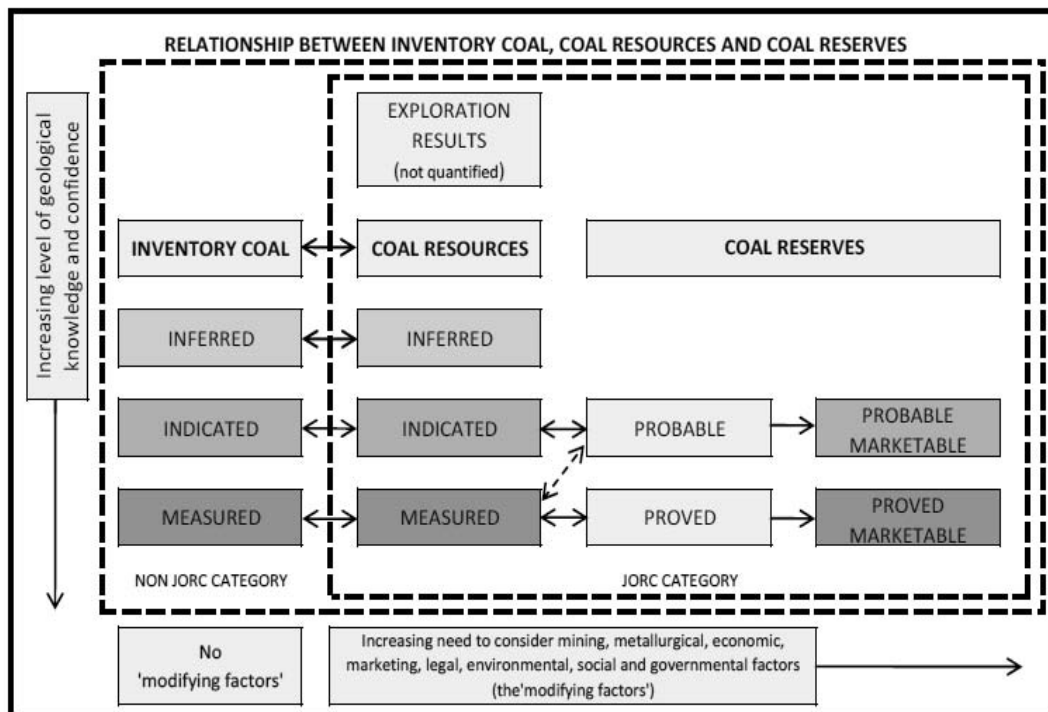 RELATIONSHIP BETWEEN INVENTORY COAL, COAL RESOURCES AND COAL RESERVES
Increasing level of geological
knowledge and confidence
EXPLORATION
RESULTS
(not quantified)
INVENTORY COAL
COAL RESOURCES
COAL RESERVES
INFERRED
INFERRED
INDICATED
INDICATED
PROBABLE
PROBABLE
MARKETABLE
MEASURED
MEASURED
PROVED
PROVED
MARKETABLE
NON JORC CATEGORY
JORC CATEGORY
No
'modifying factors'
Increasing need to consider mining, metallurgical, economic,
marketing, legal, environmental, social and governmental factors
(the'modifying factors')